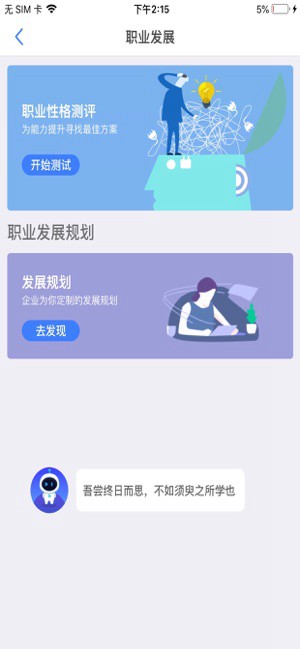 无 SIM 卡
下午2:15
5%
职业发展
职业性格测评
为能力提升寻找最佳方案
开始测试
职业发展规划
发展规划
企业为你定制的发展规划
去发现
吾尝终日而思，不如须臾之所学也